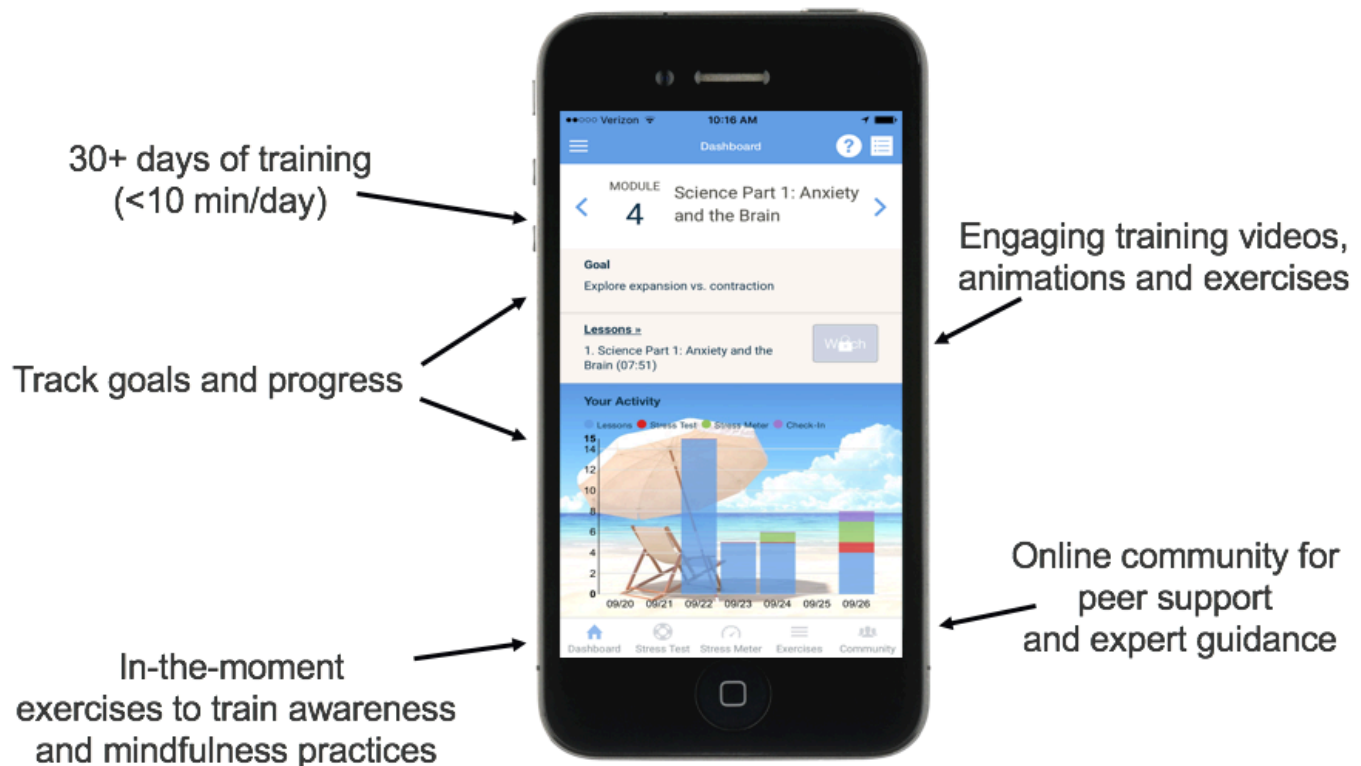 30+ days of training
(<10 min/day)
Track goals and progress
In-the-moment
exercises to train awareness
and mindfulness practices
Verizon 10:16 AM
Dashboard ?
MODULE
4
Science Part 1: Anxiety
and the Brain
Goal
Explore expansion vs. contraction
Lessons »
1. Science Part 1: Anxiety and the
Brain (07:51)
Your Activity
Lessons Stress Test Stress Meter Check-In
15
14
12
10
8
6
4
2
0
09/20 09/21 09/22 09/23 09/24 09/25 09/26
Dashboard Stress Test Stress Meter Exercises Community
Engaging training videos,
animations and exercises
Online community for
peer support
and expert guidance